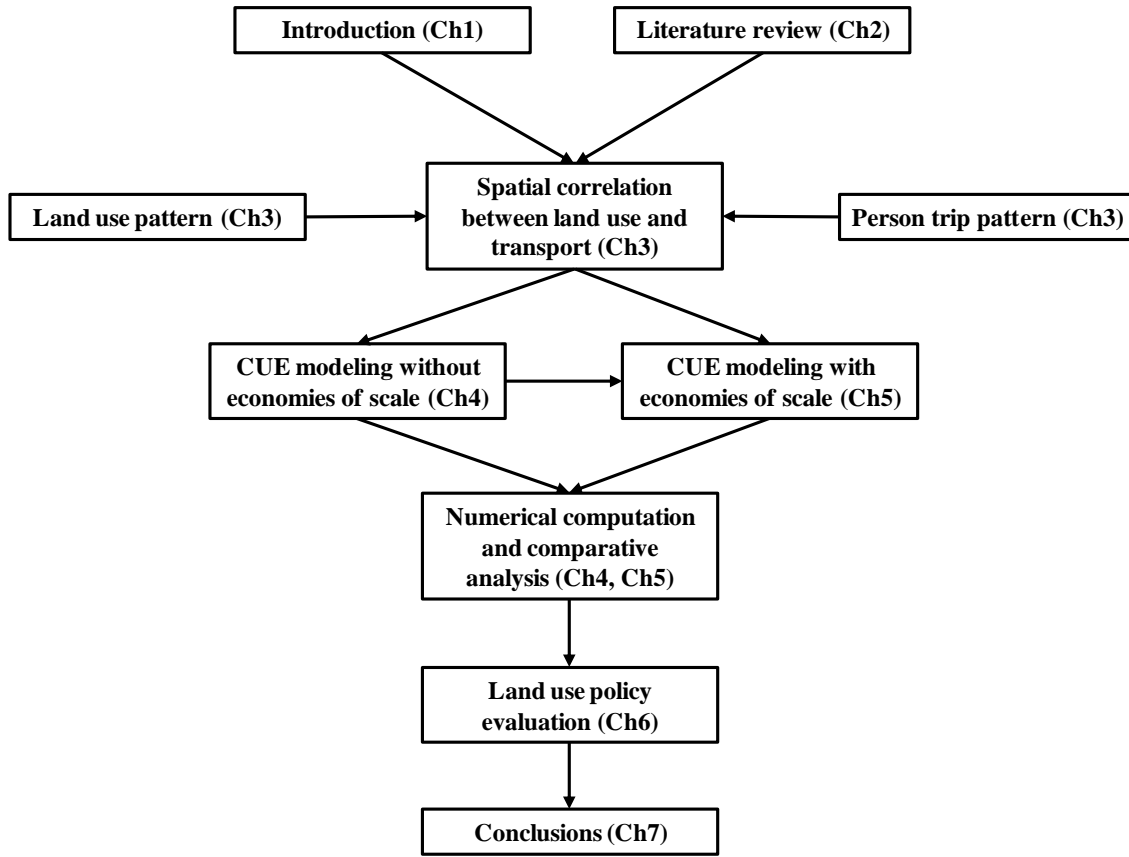 Introduction (Ch1)
Literature review (Ch2)
Spatial correlation
between land use and
transport (Ch3)
Land use pattern (Ch3)
Person trip pattern (Ch3)
CUE modeling without
economies of scale (Ch4)
CUE modeling with
economies of scale (Ch5)
Numerical computation
and comparative
analysis (Ch4, Ch5)
Land use policy
evaluation (Ch6)
Conclusions (Ch7)